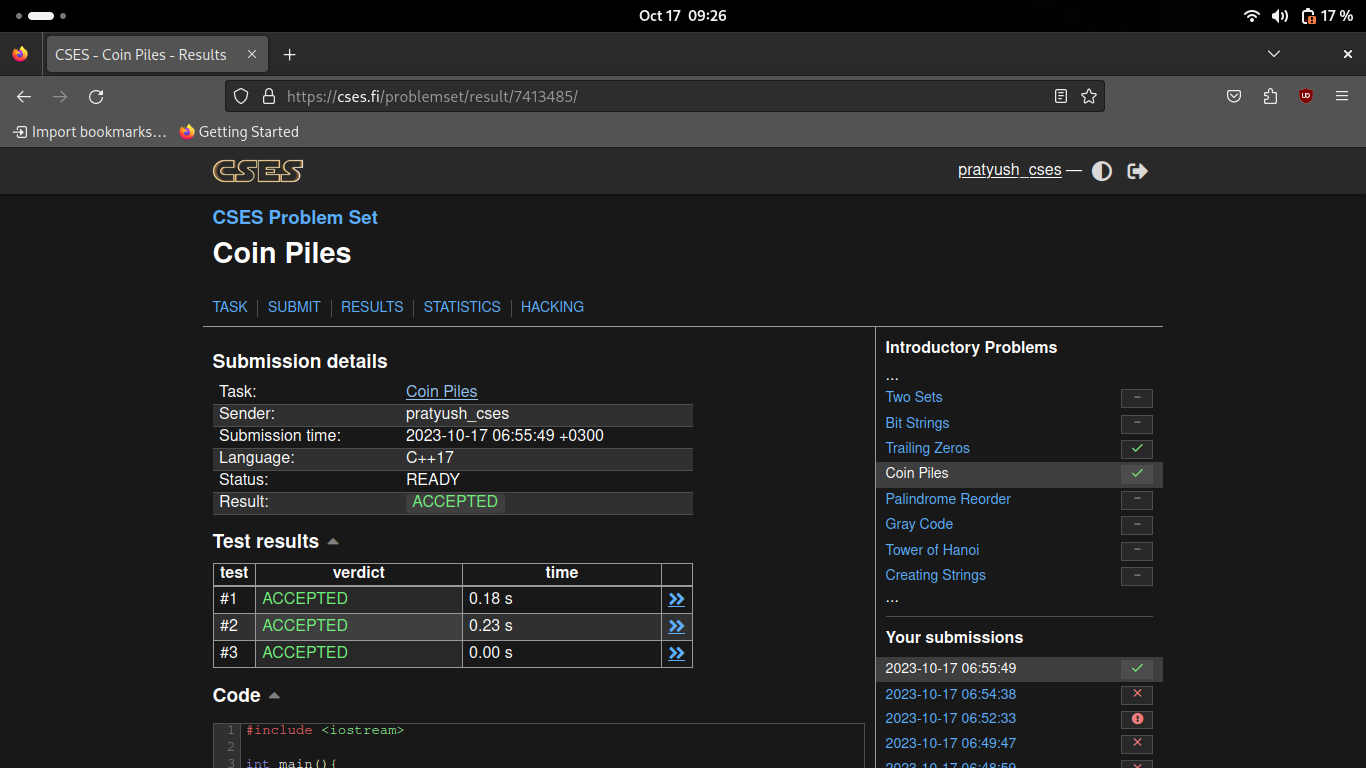 Oct 17 09:26
17 %
CSES - Coin Piles - Results
https://cses.fi/problemset/result/7413485/
Import bookmarks...
Getting Started
CSES
pratyush_cses —
CSES Problem Set
Coin Piles
TASK | SUBMIT | RESULTS | STATISTICS | HACKING
Submission details
Task: Coin Piles
Sender: pratyush_cses
Submission time: 2023-10-17 06:55:49 +0300
Language: C++17
Status: READY
Result: ACCEPTED
Test results
test verdict time
#1 ACCEPTED 0.18 s
#2 ACCEPTED 0.23 s
#3 ACCEPTED 0.00 s
Code
1 #include <iostream>
2
3 int main(){
Introductory Problems
...
Two Sets –
Bit Strings –
Trailing Zeros
Coin Piles
Palindrome Reorder –
Gray Code –
Tower of Hanoi –
Creating Strings –
...
Your submissions
2023-10-17 06:55:49
2023-10-17 06:54:38
2023-10-17 06:52:33
2023-10-17 06:49:47
2023-10-17 06:48:59